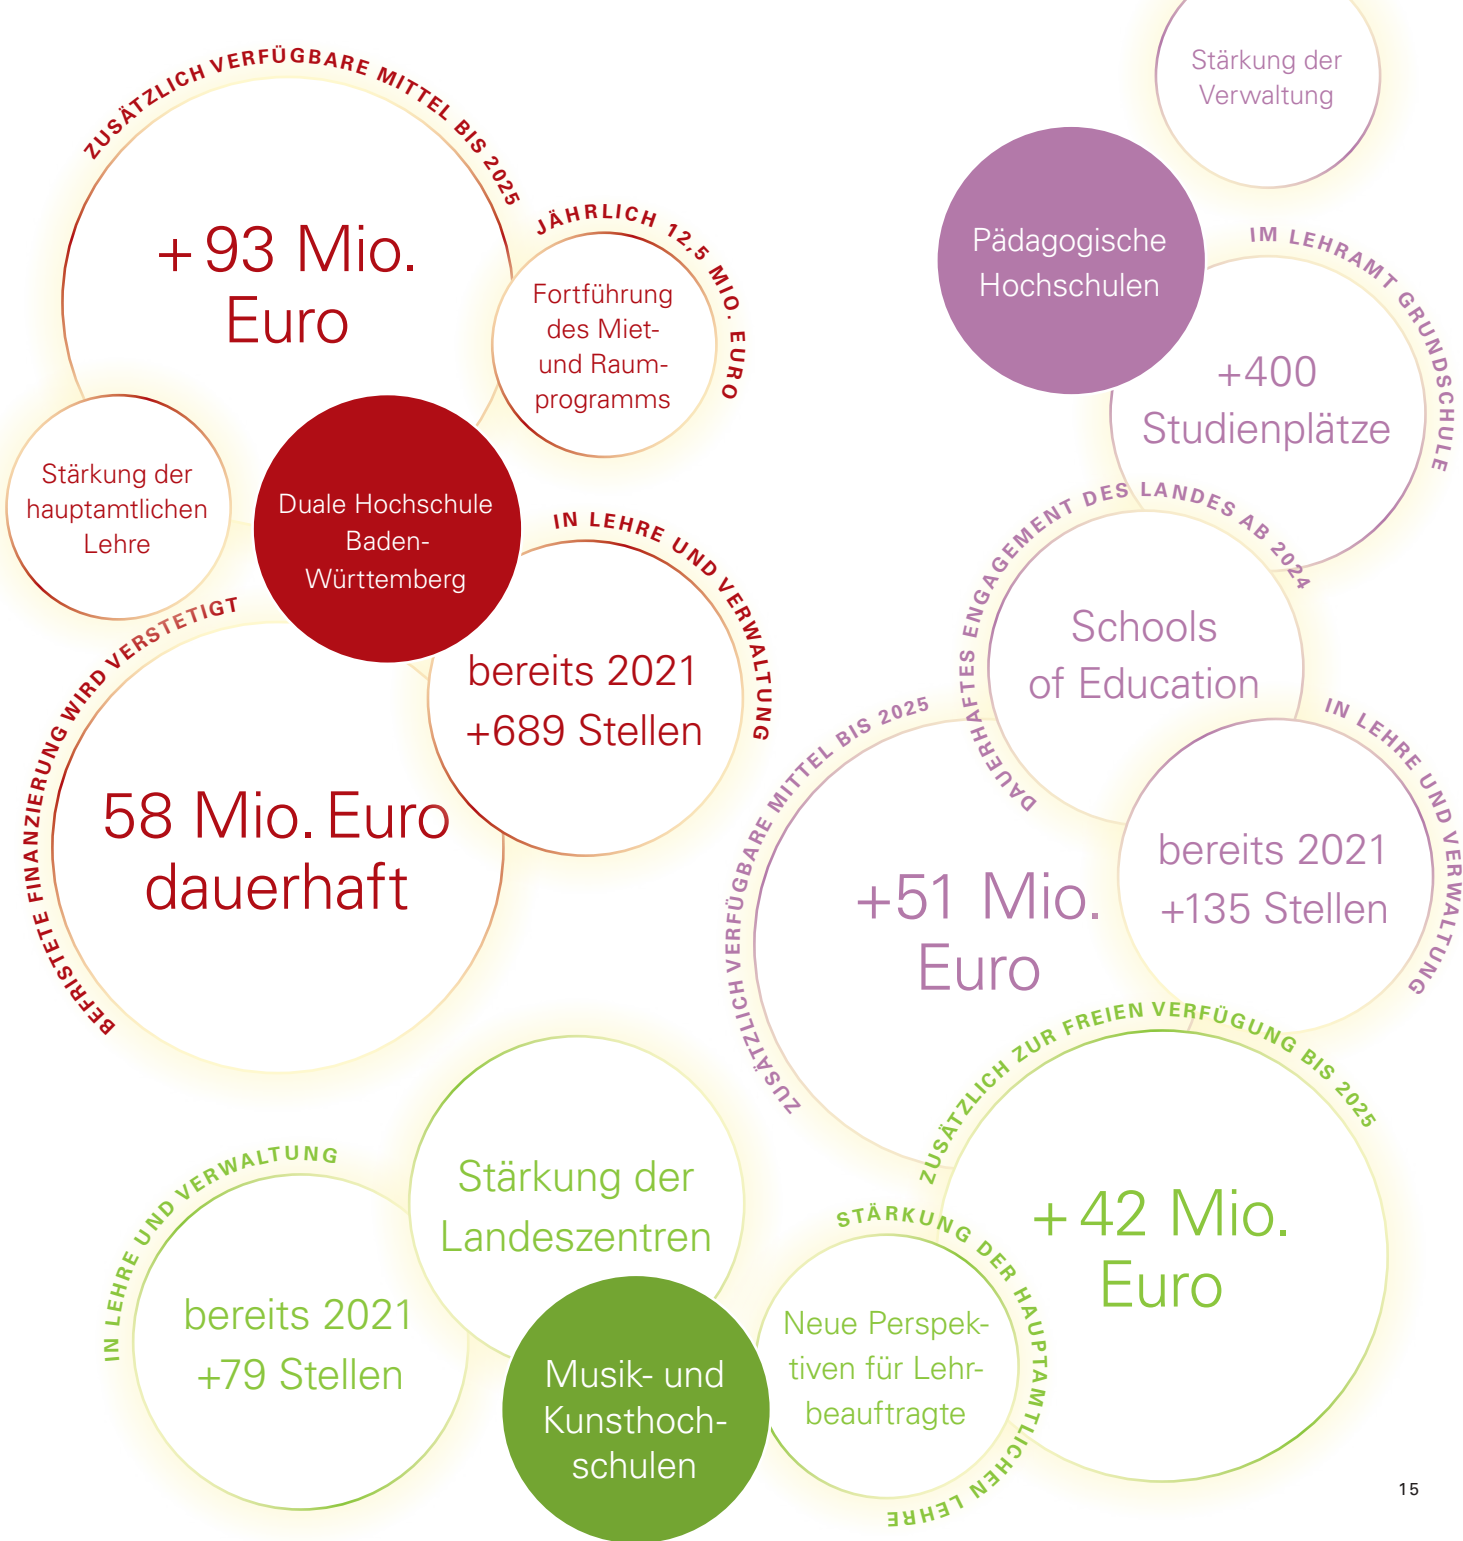 ZUSÄTZLICH VERFÜGBARE MITTEL BIS 2025
+ 93 Mio.
Euro
JÄHRLICH 12,5 MIO. EURO
Fortführung
des Miet-
und Raum-
programms
Stärkung der
hauptamtlichen
Lehre
Duale Hochschule
Baden-
Württemberg
IN LEHRE UND VERWALTUNG
bereits 2021
+689 Stellen
BEFRISTETE FINANZIERUNG WIRD VERSTETIGT
58 Mio. Euro
dauerhaft
Stärkung der
Verwaltung
Pädagogische
Hochschulen
IM LEHRAMT GRUNDSCHULE
+400
Studienplätze
DAUERHAFTES ENGAGEMENT DES LANDES AB 2024
Schools
of Education
IN LEHRE UND VERWALTUNG
bereits 2021
+135 Stellen
ZUSÄTZLICH VERFÜGBARE MITTEL BIS 2025
+51 Mio.
Euro
Stärkung der
Landeszentren
IN LEHRE UND VERWALTUNG
bereits 2021
+79 Stellen
Musik- und
Kunsthoch-
schulen
STÄRKUNG DER HAUPTAMTLICHEN LEHRE
Neue Perspek-
tiven für Lehr-
beauftragte
ZUSÄTZLICH ZUR FREIEN VERFÜGUNG BIS 2025
+ 42 Mio.
Euro
15